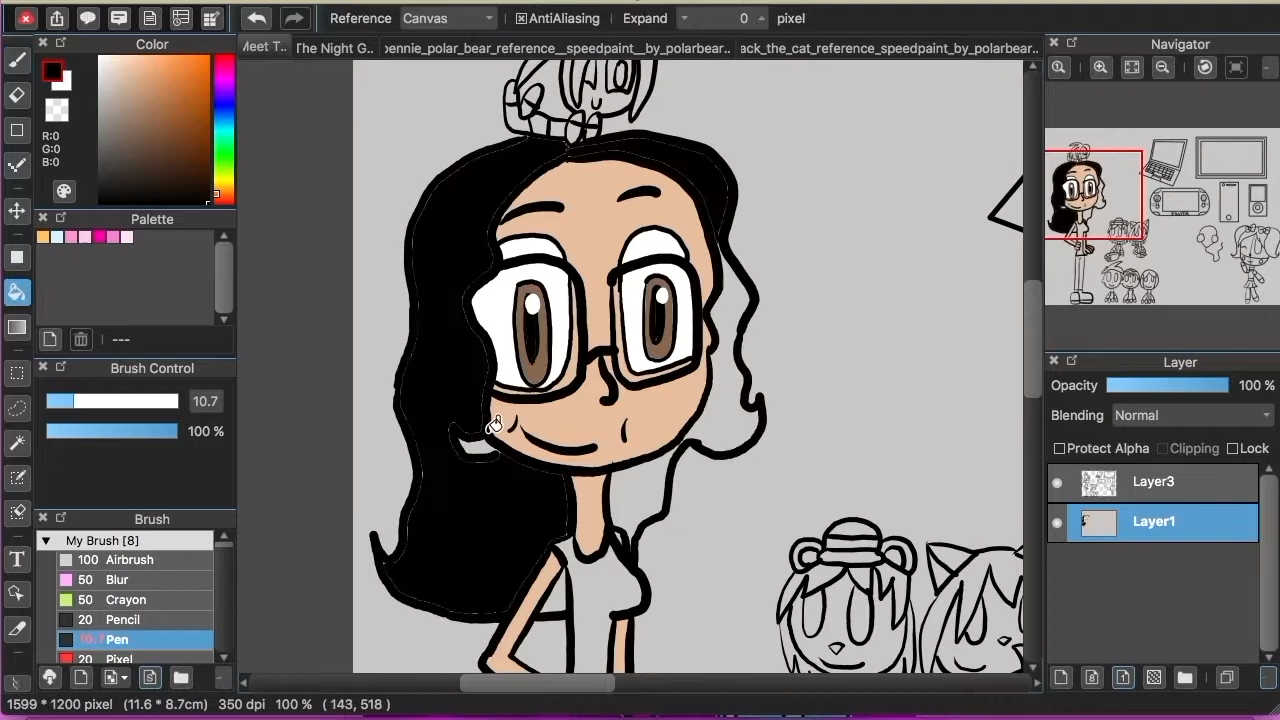 Reference Canvas AntiAliasing Expand 0 pixel
Color
Meet T.. The Night G.. ennie_polar_bear_reference__speedpaint__by_polarbear.. ack_the_cat_reference_speedpaint_by_polarbear..
Navigator
R:0
G:0
B:0
Palette
---
Brush Control
10.7
100 %
Brush
My Brush [8]
100 Airbrush
50 Blur
50 Crayon
20 Pencil
10.7 Pen
20 Pixel
Layer
Opacity 100 %
Blending Normal
Protect Alpha Clipping Lock
Layer3
Layer1
1599 * 1200 pixel (11.6 * 8.7cm) 350 dpi 100 % ( 143, 518 )